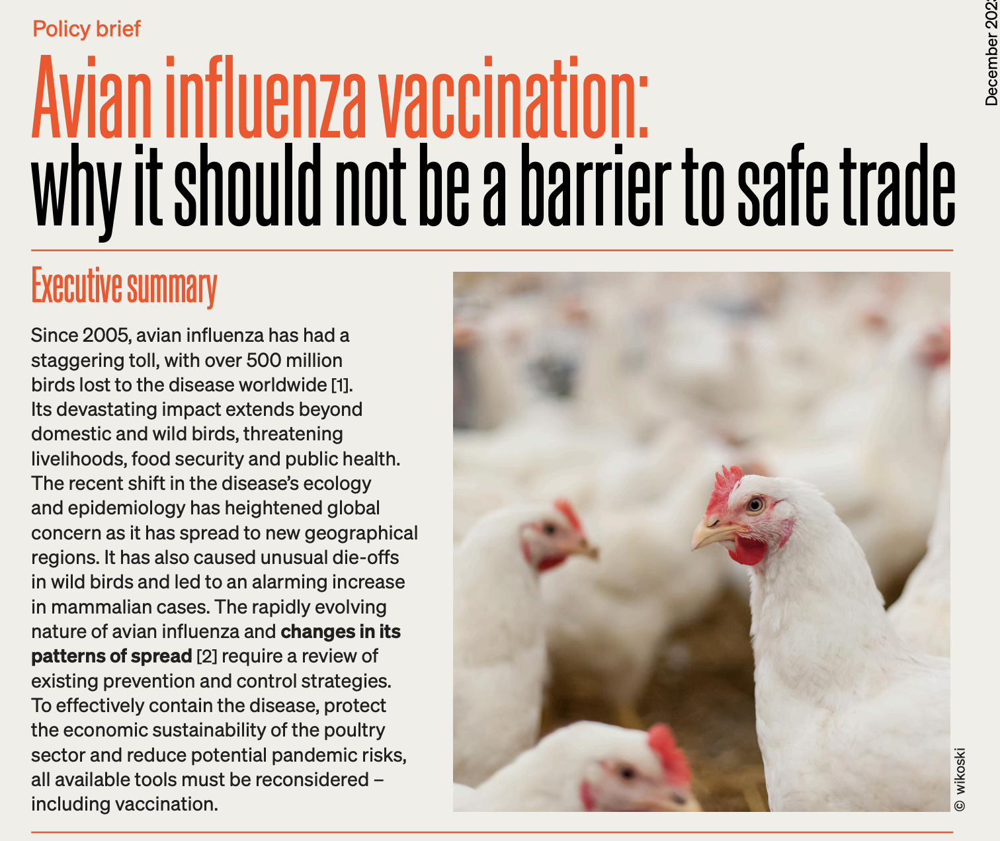 Policy brief
December 2023
Avian influenza vaccination:
why it should not be a barrier to safe trade
Executive summary
Since 2005, avian influenza has had a
staggering toll, with over 500 million
birds lost to the disease worldwide [1].
Its devastating impact extends beyond
domestic and wild birds, threatening
livelihoods, food security and public health.
The recent shift in the disease’s ecology
and epidemiology has heightened global
concern as it has spread to new geographical
regions. It has also caused unusual die-offs
in wild birds and led to an alarming increase
in mammalian cases. The rapidly evolving
nature of avian influenza and changes in its
patterns of spread [2] require a review of
existing prevention and control strategies.
To effectively contain the disease, protect
the economic sustainability of the poultry
sector and reduce potential pandemic risks,
all available tools must be reconsidered –
including vaccination.
© wikoski